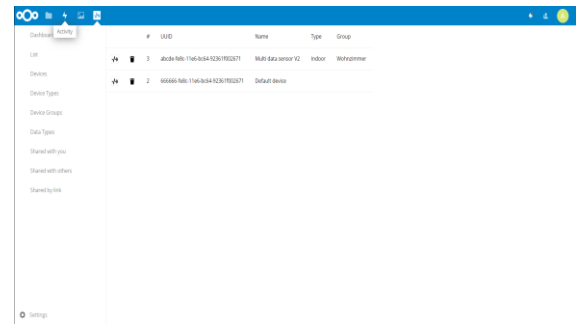 Dashboard
Activity
# UUID Name Type Group
List
3 abcde-fe8c-11e6-bc64-92361f002671 Multi data sensor V2 Indoor Wohnzimmer
Devices
2 666666-fe8c-11e6-bc64-92361f002671 Default device
Device Types
Device Groups
Data Types
Shared with you
Shared with others
Shared by link
Settings